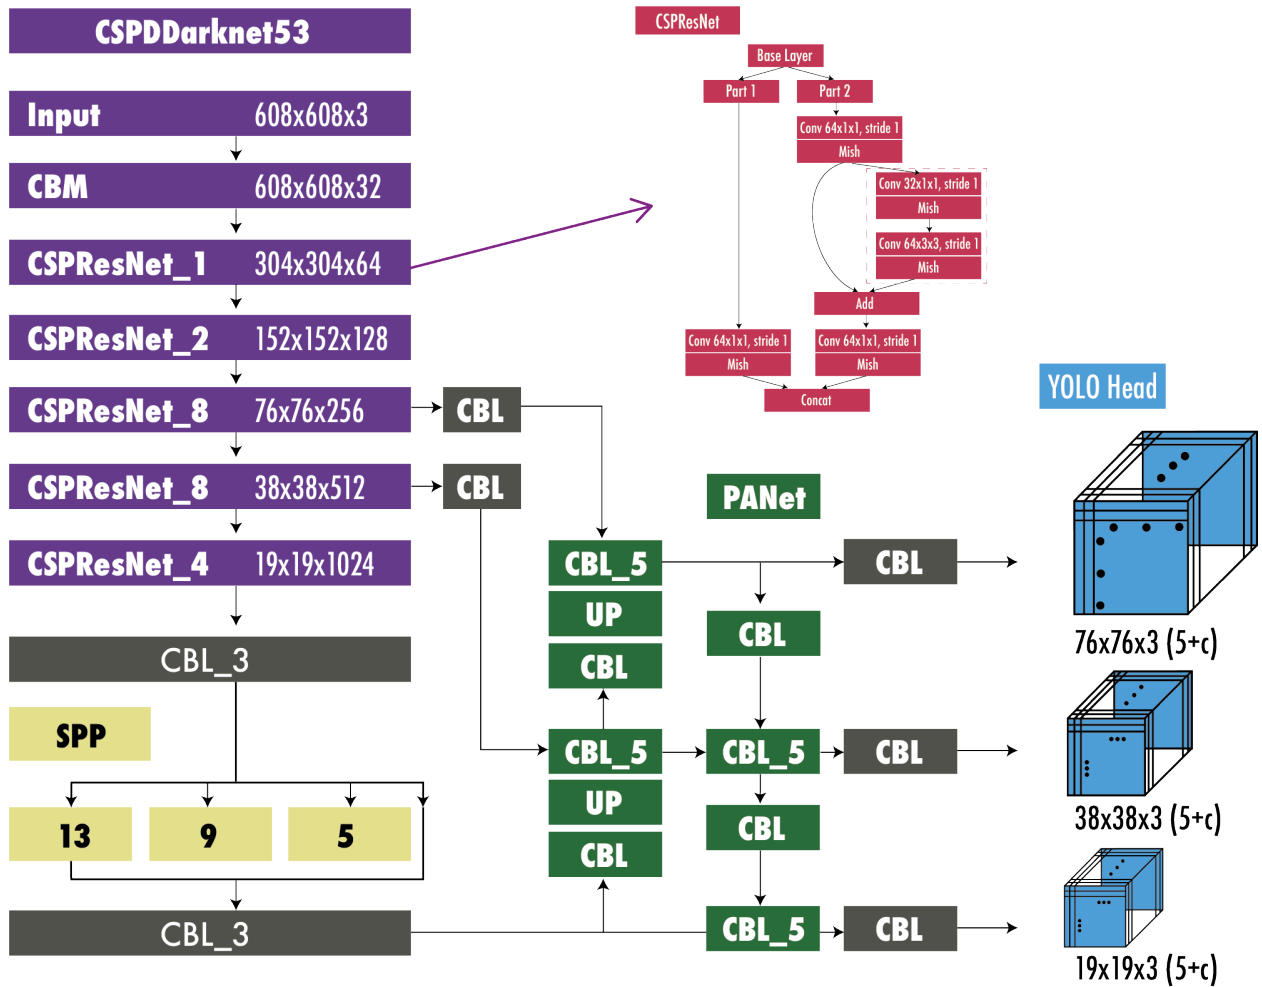 CSPDDarknet53
Input 608x608x3
CBM 608x608x32
CSPResNet_1 304x304x64
CSPResNet_2 152x152x128
CSPResNet_8 76x76x256
CSPResNet_8 38x38x512
CSPResNet_4 19x19x1024
CBL_3
SPP
13 9 5
CBL_3
CBL
CBL
CSPResNet
Base Layer
Part 1 Part 2
Conv 64x1x1, stride 1
Mish
Conv 32x1x1, stride 1
Mish
Conv 64x3x3, stride 1
Mish
Add
Conv 64x1x1, stride 1 Conv 64x1x1, stride 1
Mish Mish
Concat
PANet
CBL_5
UP
CBL
CBL_5
UP
CBL
CBL
CBL_5
CBL
CBL_5
CBL
CBL
CBL
YOLO Head
76x76x3 (5+c)
38x38x3 (5+c)
19x19x3 (5+c)